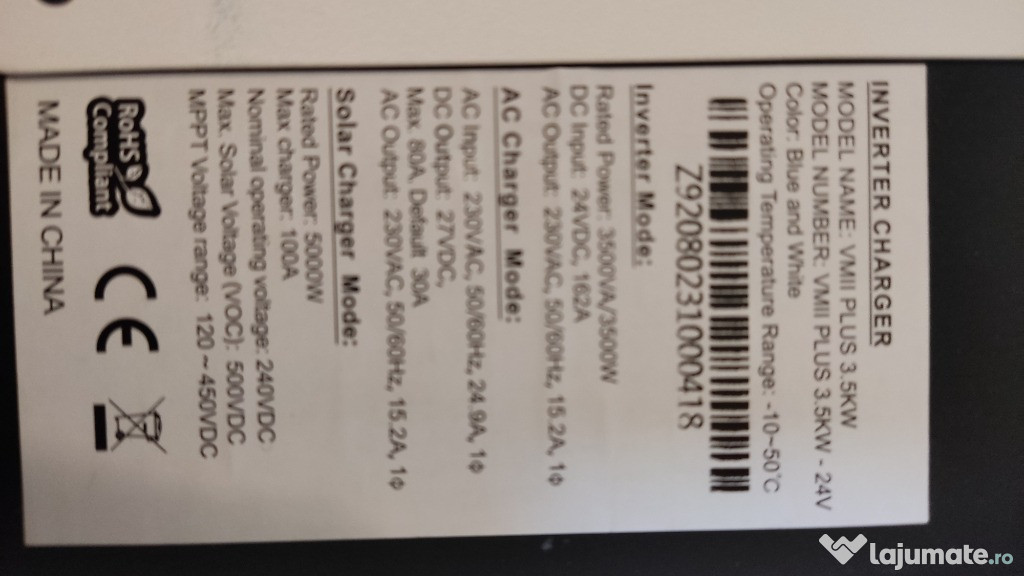 INVERTER CHARGER
MODEL NAME: VMII PLUS 3.5KW
MODEL NUMBER: VMII PLUS 3.5KW - 24V
Color: Blue and White
Operating Temperature Range: -10~50°C
Z9208023100418
Inverter Mode:
Rated Power: 3500VA/3500W
DC Input: 24VDC, 162A
AC Output: 230VAC, 50/60Hz, 15.2A, 1Φ
AC Charger Mode:
AC Input: 230VAC, 50/60Hz, 24.9A, 1Φ
DC Output: 27VDC,
Max. 80A, Default 30A
AC Output: 230VAC, 50/60Hz, 15.2A, 1Φ
Solar Charger Mode:
Rated Power: 5000W
Max charger: 100A
Nominal operating voltage: 240VDC
Max. Solar Voltage (VOC): 500VDC
MPPT Voltage range: 120~450VDC
RoHS
Compliant
CE
MADE IN CHINA
lajumate.ro